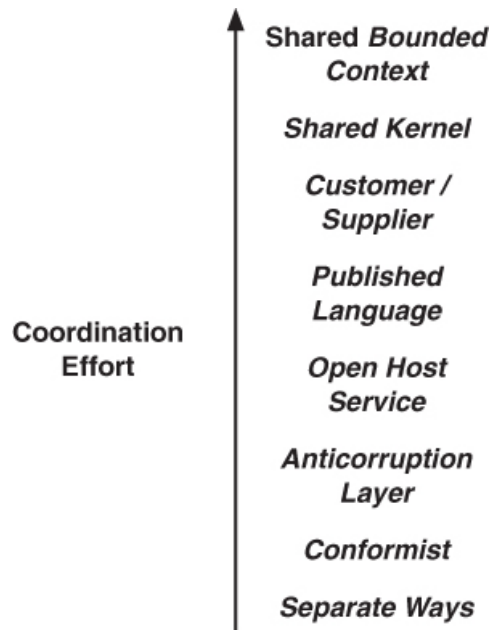 Coordination
Effort
Shared Bounded
Context
Shared Kernel
Customer /
Supplier
Published
Language
Open Host
Service
Anticorruption
Layer
Conformist
Separate Ways